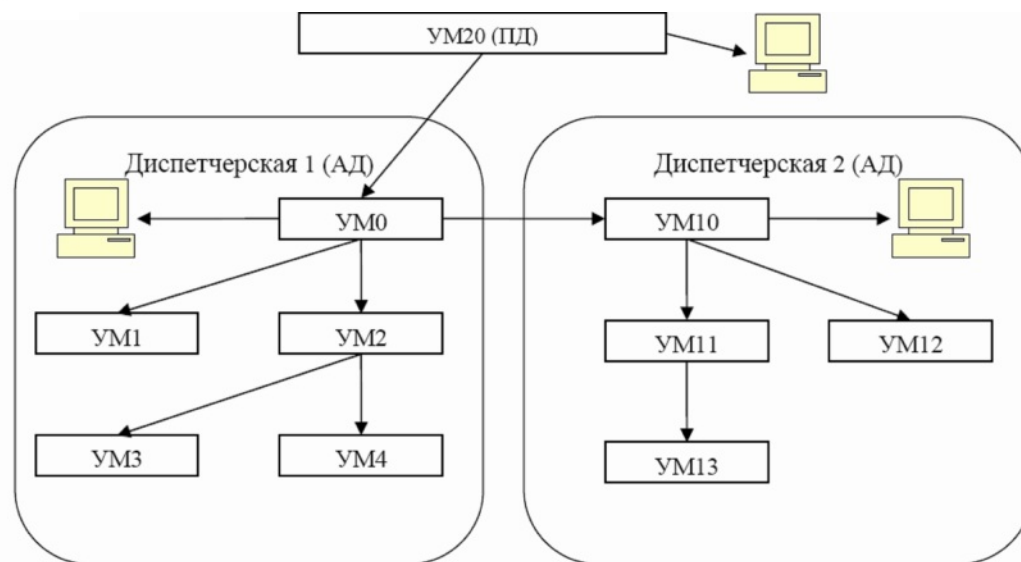 УМ20 (ПД)
Диспетчерская 1 (АД)
Диспетчерская 2 (АД)
УМ0
УМ10
УМ1
УМ2
УМ11
УМ12
УМ3
УМ4
УМ13